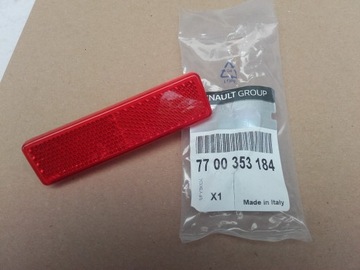 NAULT GROUP
77 00 353 184
X1
Made in Italy